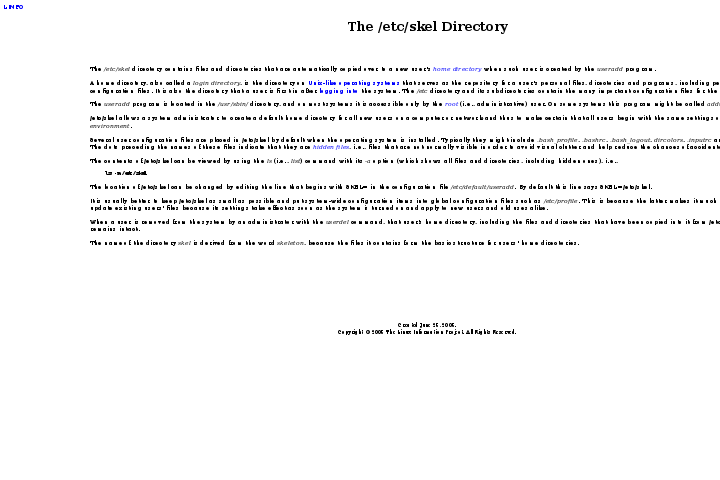 LINFO
The /etc/skel Directory
The /etc/skel directory contains files and directories that are automatically copied over to a new user's home directory when such user is created by the useradd program.
A home directory, also called a login directory, is the directory on Unix-like operating systems that serves as the repository for a user's personal files, directories and programs, including
configuration files. It is also the directory that a user is first in after logging into the system. The /etc directory and its subdirectories contain the many important configuration files for the
The useradd program is located in the /usr/sbin/ directory, and on most systems it is accessible only by the root (i.e., administrative) user. On some systems this program might be called
/etc/skel allows a system administrator to create a default home directory for all new users on a computer or network and thus to make certain that all users begin with the same settings or
environment.
Several user configuration files are placed in /etc/skel by default when the operating system is installed. Typically they might include .bash_profile, .bashrc, .bash_logout, dircolors, .inputrc
The dots preceding the names of these files indicate that they are hidden files, i.e., files that are not normally visible in order to avoid visual clutter and help reduce the chances of
The contents of /etc/skel can be viewed by using the ls (i.e., list) command with its -a option (which shows all files and directories, including hidden ones), i.e.,
ls -a /etc/skel
The location of /etc/skel can be changed by editing the line that begins with SKEL= in the configuration file /etc/default/useradd. By default this line says SKEL=/etc/skel.
It is usually better to keep /etc/skel as small as possible and put system-wide configuration items into global configuration files such as /etc/profile. This is because the latter makes it much
update existing users' files because its settings take effect as soon as the system is turned on and apply to new users and old users alike.
When a user is removed from the system by an administrator with the userdel command, that user's home directory, including the files and directories that have been copied into it from
remains intact.
The name of the directory skel is derived from the word skeleton, because the files it contains form the basic structure for users' home directories.
Copyright © 2006 The Linux Information Project. All Rights Reserved.